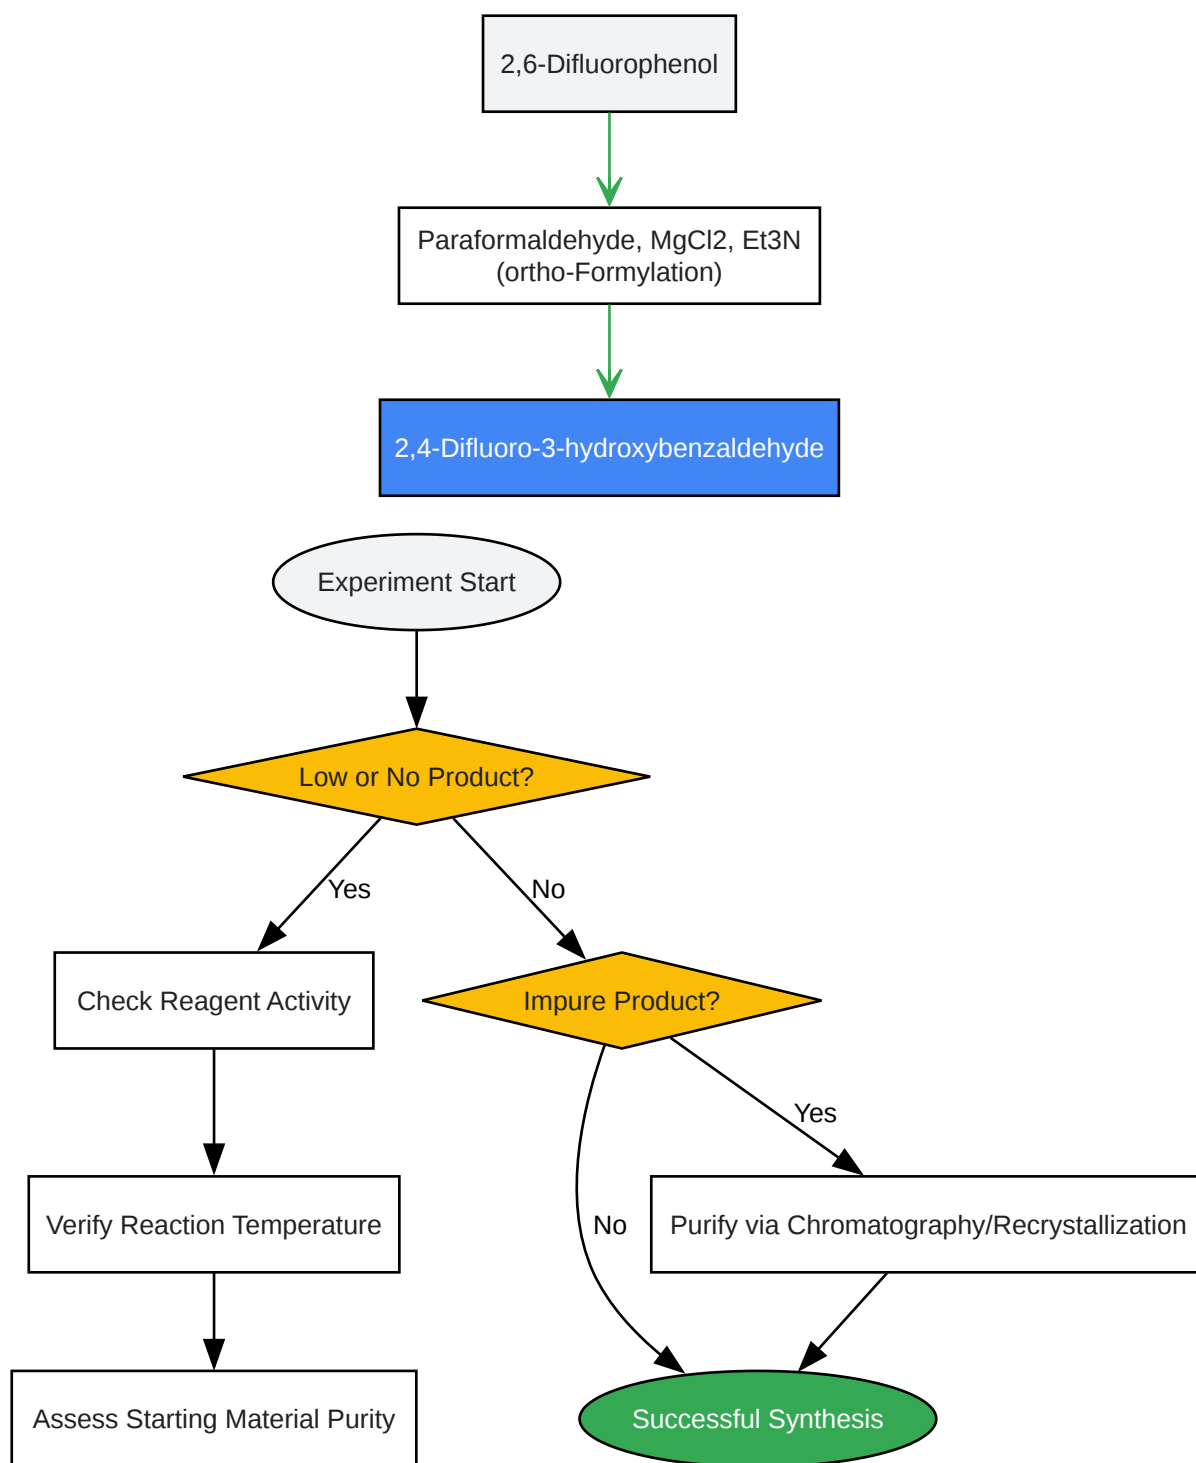 2,6-Difluorophenol
Paraformaldehyde, MgCl2, Et3N
(ortho-Formylation)
2,4-Difluoro-3-hydroxybenzaldehyde
Experiment Start
Low or No Product?
Yes
No
Check Reagent Activity
Impure Product?
Yes
No
Verify Reaction Temperature
Purify via Chromatography/Recrystallization
Assess Starting Material Purity
Successful Synthesis